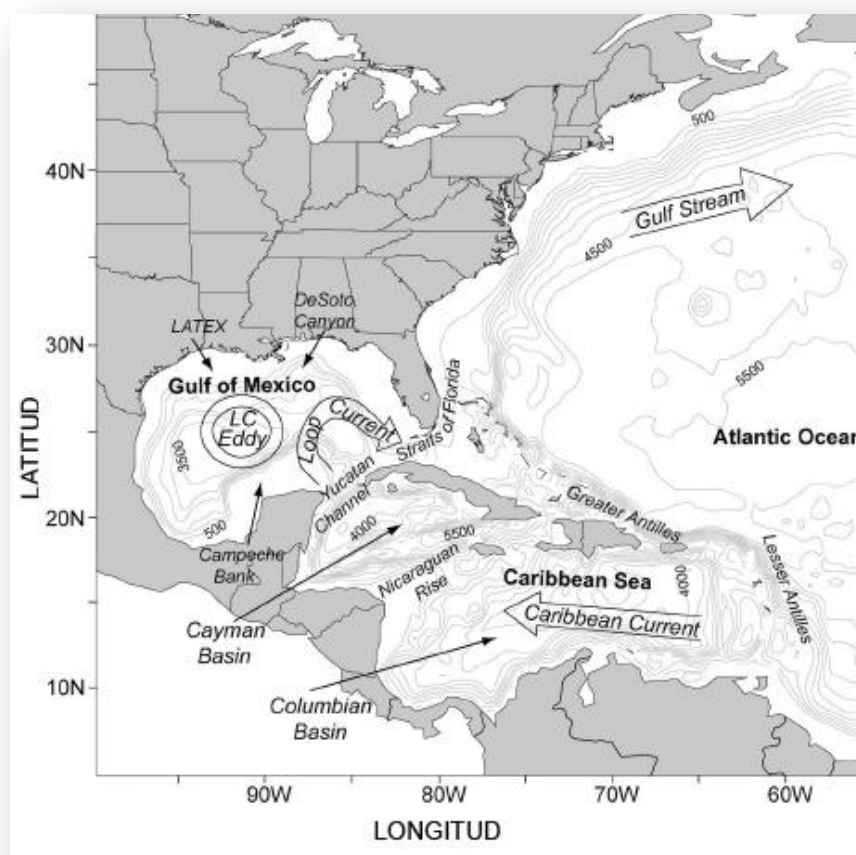 500
40N
Gulf Stream
4500
DeSoto
Canyon
LATEX
30N
Gulf of Mexico
5500
LC
Eddy
Loop
Current
Straits of Florida
Atlantic Ocean
3500
LATITUD
Yucatan
Channel
20N
500
Campeche
Bank
4000
5500
Greater Antilles
Lesser Antilles
Nicaraguan
Rise
Caribbean Sea
4000
Caribbean Current
Cayman
Basin
10N
Columbian
Basin
90W
80W
70W
60W
LONGITUD